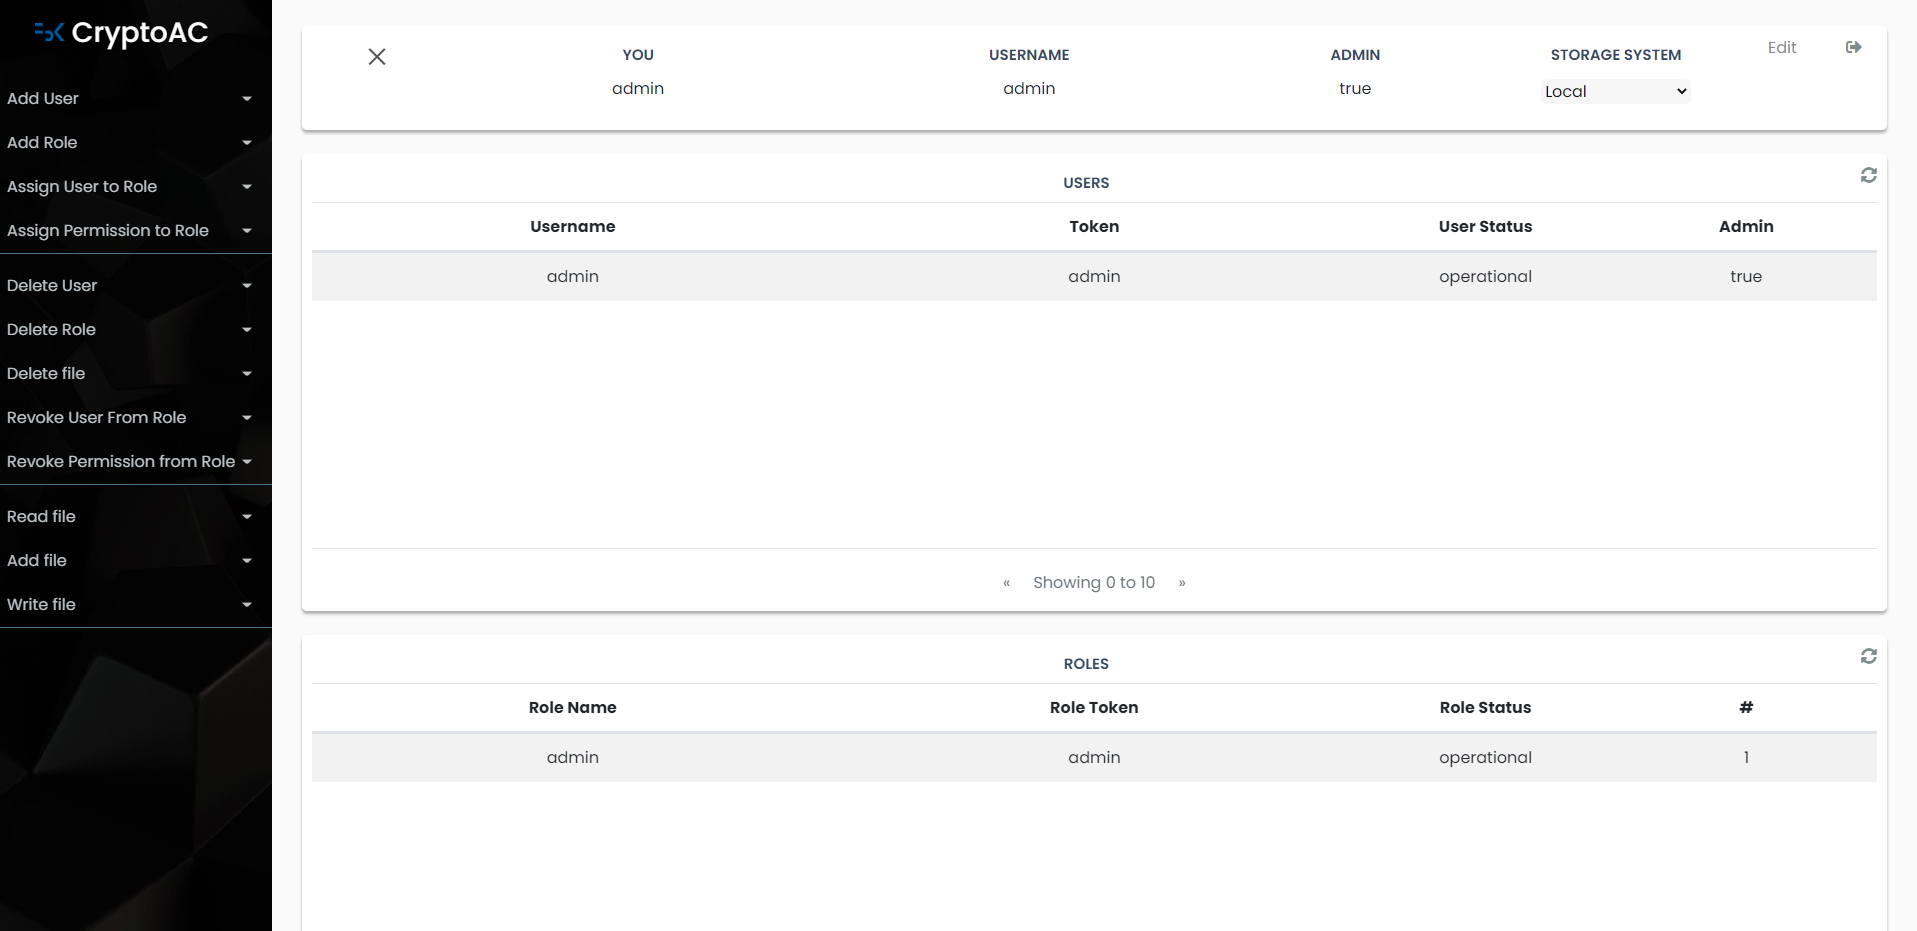 CryptoAC
Add User
Add Role
Assign User to Role
Assign Permission to Role
Delete User
Delete Role
Delete file
Revoke User From Role
Revoke Permission from Role
Read file
Add file
Write file
YOU USERNAME ADMIN STORAGE SYSTEM Edit
admin admin true Local
USERS
Username Token User Status Admin
admin admin operational true
« Showing 0 to 10 »
ROLES
Role Name Role Token Role Status #
admin admin operational 1